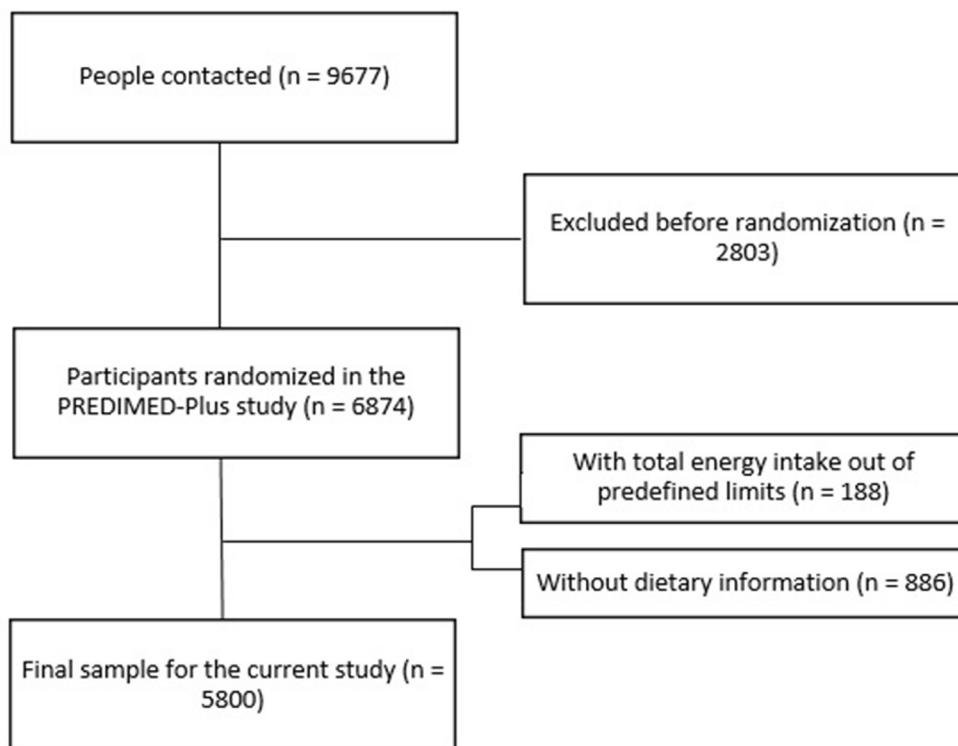 People contacted (n = 9677)
Excluded before randomization (n =
2803)
Participants randomized in the
PREDIMED-Plus study (n = 6874)
With total energy intake out of
predefined limits (n = 188)
Without dietary information (n = 886)
Final sample for the current study (n =
5800)